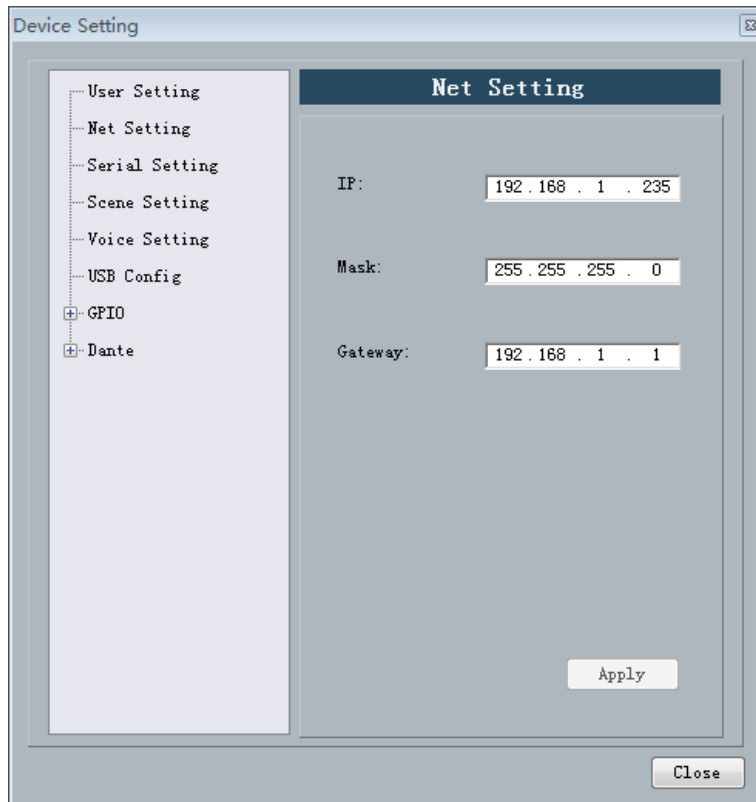 Device Setting
User Setting
Net Setting
Serial Setting
Scene Setting
Voice Setting
USB Config
GPIO
Dante
Net Setting
IP: 192.168.1.235
Mask: 255.255.255.0
Gateway: 192.168.1.1
Apply
Close